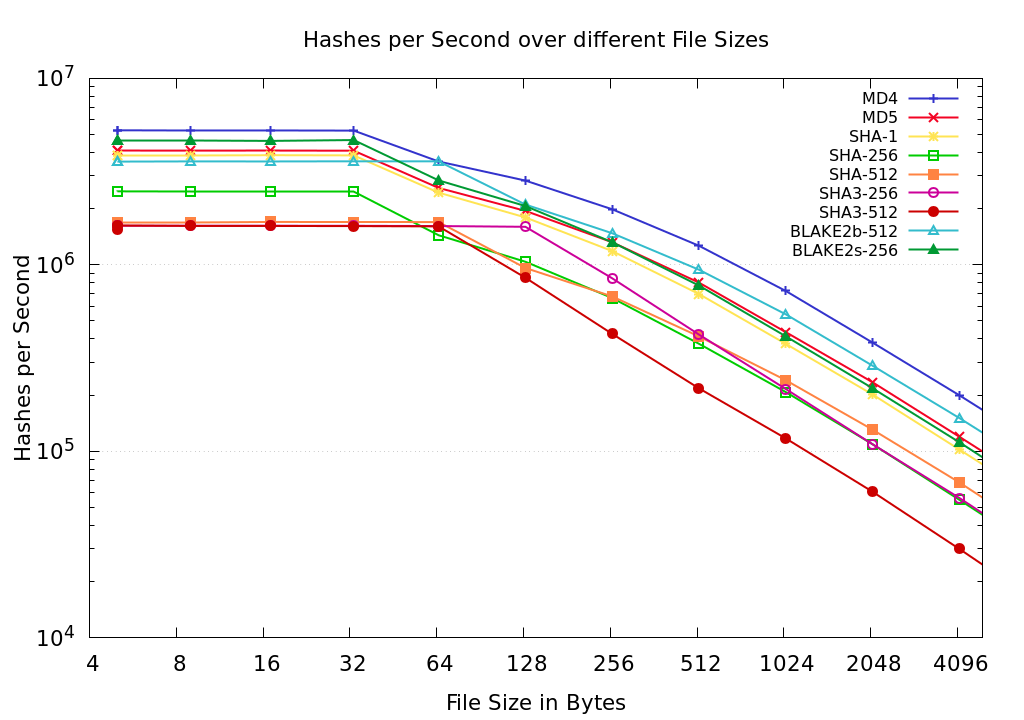 Hashes per Second over different File Sizes
Hashes per Second
10^7
10^6
10^5
10^4
MD4
MD5
SHA-1
SHA-256
SHA-512
SHA3-256
SHA3-512
BLAKE2b-512
BLAKE2s-256
4 8 16 32 64 128 256 512 1024 2048 4096
File Size in Bytes